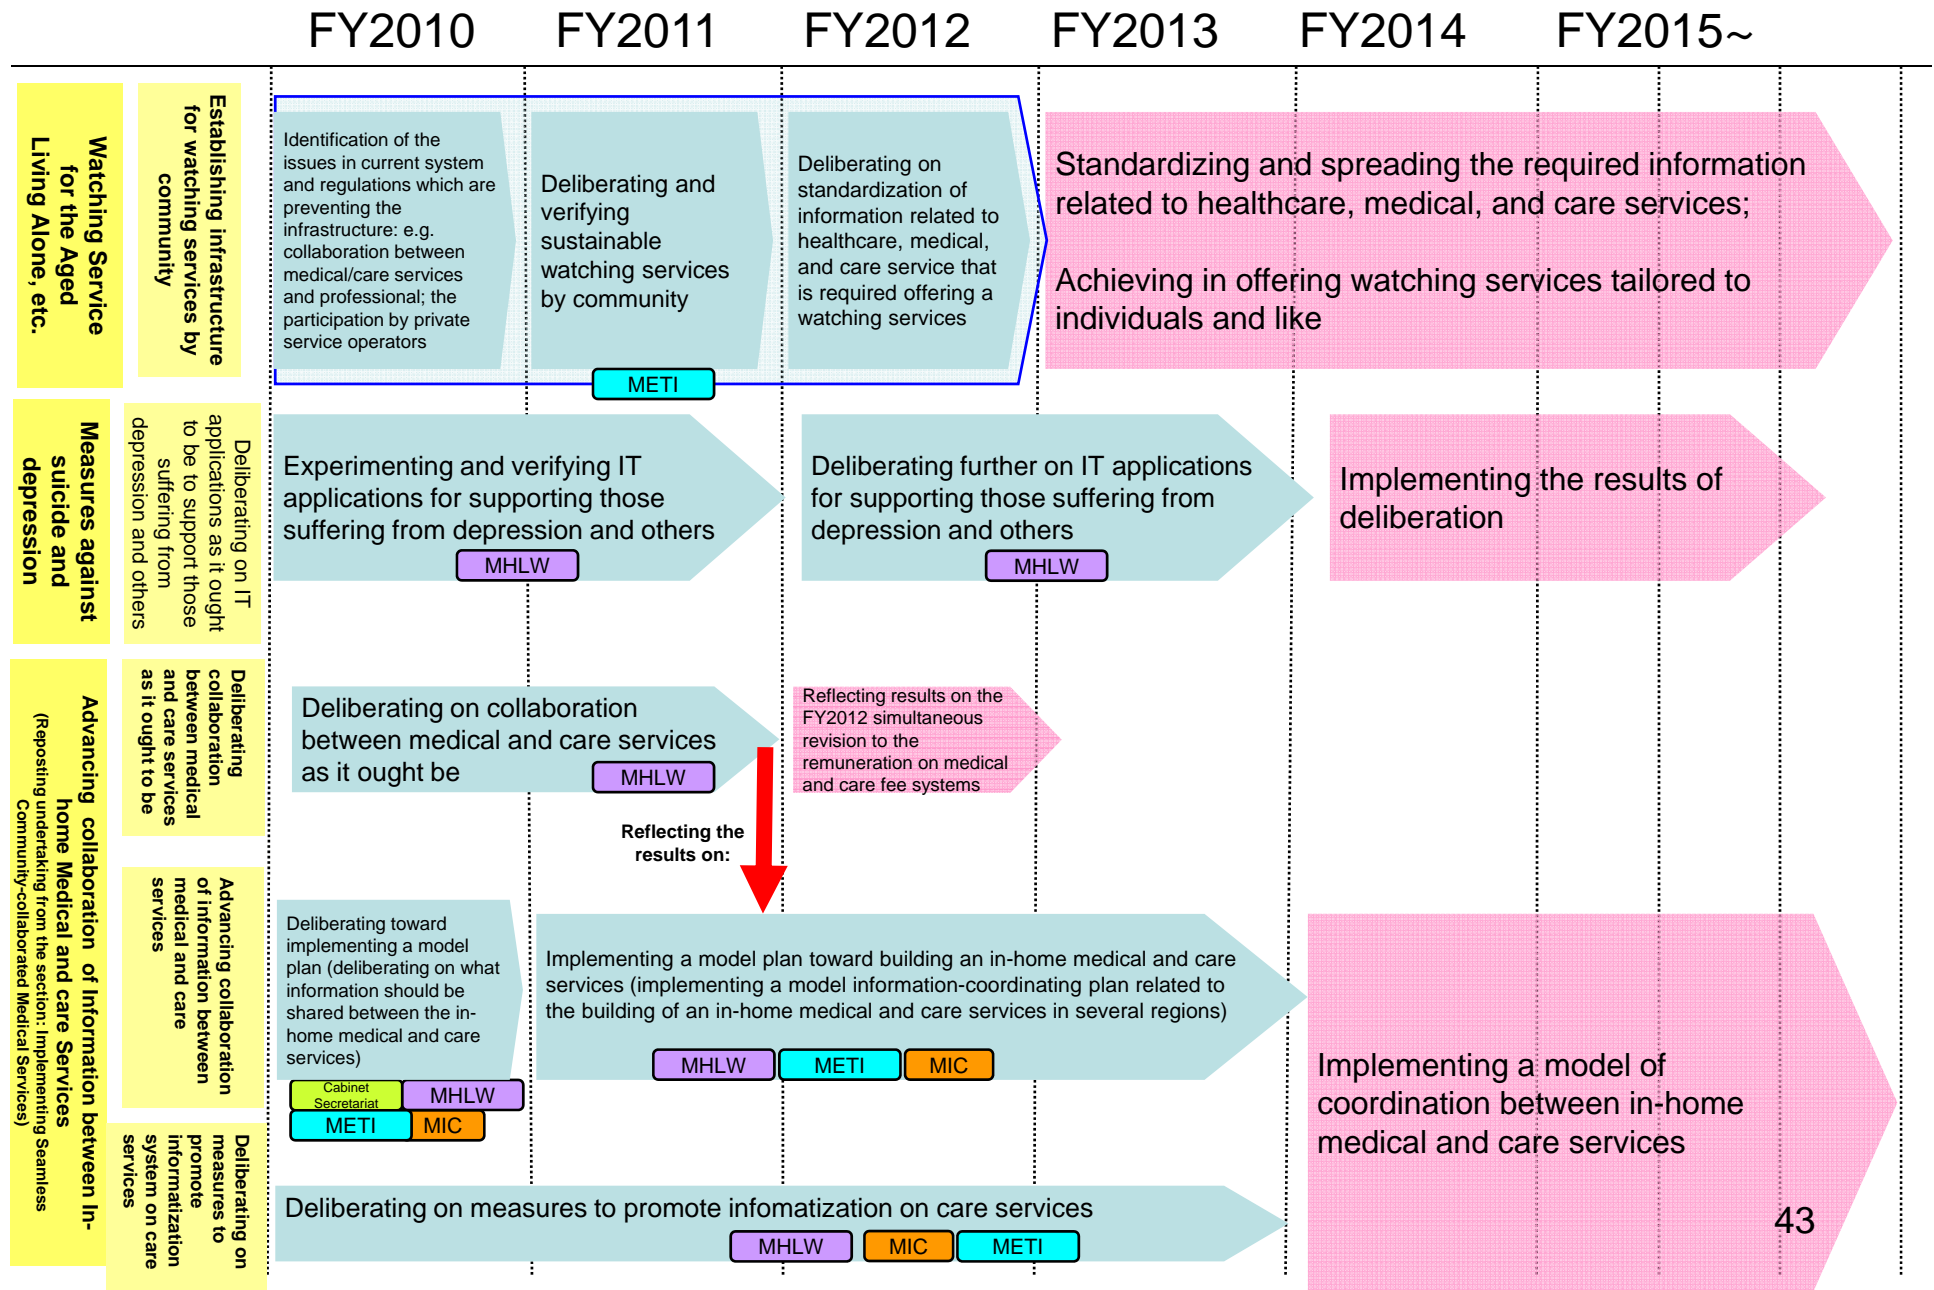 FY2010 FY2011 FY2012 FY2013 FY2014 FY2015~
Watching Service
for the Aged
Living Alone, etc.
Establishing infrastructure
for watching services by
community
Identification of the
issues in current system
and regulations which are
preventing the
infrastructure: e.g.
collaboration between
medical/care services
and professional; the
participation by private
service operators
Deliberating and
verifying
sustainable
watching services
by community
Deliberating on
standardization of
information related to
healthcare, medical,
and care service that
is required offering a
watching services
METI
Standardizing and spreading the required information
related to healthcare, medical, and care services;
Achieving in offering watching services tailored to
individuals and like
Measures against
suicide and
depression
Deliberating on IT
applications as it ought
to be to support those
suffering from
depression and others
Experimenting and verifying IT
applications for supporting those
suffering from depression and others
MHLW
Deliberating further on IT applications
for supporting those suffering from
depression and others
MHLW
Implementing the results of
deliberation
Advancing collaboration of Information between In-
home Medical and care Services
(Reposting undertaking from the section: Implementing Seamless
Community-collaborated Medical Services)
Deliberating
collaboration
between medical
and care services
as it ought to be
Deliberating on collaboration
between medical and care services
as it ought be
MHLW
Reflecting results on the
FY2012 simultaneous
revision to the
remuneration on medical
and care fee systems
Reflecting the
results on:
Advancing collaboration
of information between
medical and care
services
Deliberating toward
implementing a model
plan (deliberating on what
information should be
shared between the in-
home medical and care
services)
Cabinet
Secretariat
MHLW
METI
MIC
Implementing a model plan toward building an in-home medical and care
services (implementing a model information-coordinating plan related to
the building of an in-home medical and care services in several regions)
MHLW
METI
MIC
Implementing a model of
coordination between in-home
medical and care services
Deliberating on
measures to
promote
informatization
system on care
services
Deliberating on measures to promote infomatization on care services
MHLW
MIC
METI
43